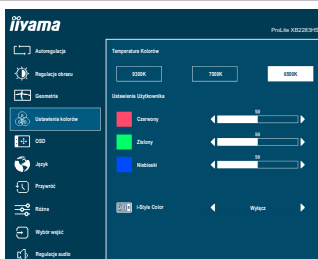 iiyama
ProLite XB2283HS
Autoregulacja
Regulacja obrazu
Geometria
Ustawienia kolorów
OSD
Język
Przywróć
Różne
Wybór wejść
Regulacja audio
Temperatura Kolorów
9300K 7500K 6500K
Ustawienia Użytkownika
Czerwony 50
Zielony 50
Niebieski 50
i-Style Color Wyłącz